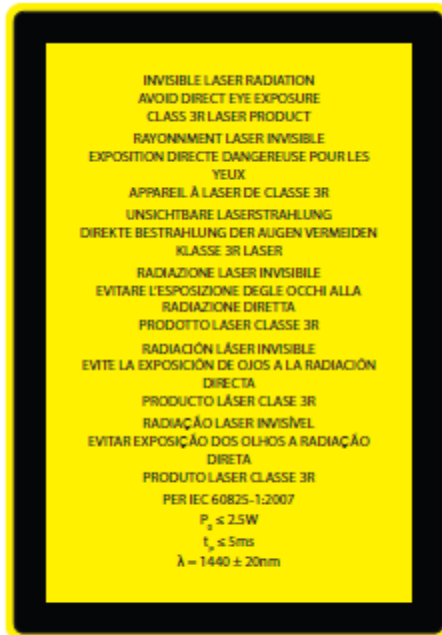 INVISIBLE LASER RADIATION
AVOID DIRECT EYE EXPOSURE
CLASS 3R LASER PRODUCT
RAYONNMENT LASER INVISIBLE
EXPOSITION DIRECTE DANGEREUSE POUR LES
YEUX
APPAREIL À LASER DE CLASSE 3R
UNSICHTBARE LASERSTRAHLUNG
DIREKTE BESTRAHLUNG DER AUGEN VERMEIDEN
KLASSE 3R LASER
RADIAZIONE LASER INVISIBILE
EVITARE L'ESPOSIZIONE DEGLE OCCHI ALLA
RADIAZIONE DIRETTA
PRODOTTO LASER CLASSE 3R
RADIACIÓN LÁSER INVISIBLE
EVITE LA EXPOSICIÓN DE OJOS A LA RADIACIÓN
DIRECTA
PRODUCTO LÁSER CLASE 3R
RADIAÇÃO LASER INVISÍVEL
EVITAR EXPOSIÇÃO DOS OLHOS A RADIAÇÃO
DIRETA
PRODUTO LASER CLASSE 3R
PER IEC 60825-1:2007
P₀ ≤ 2.5W
tₚ ≤ 5ms
λ = 1440 ± 20nm